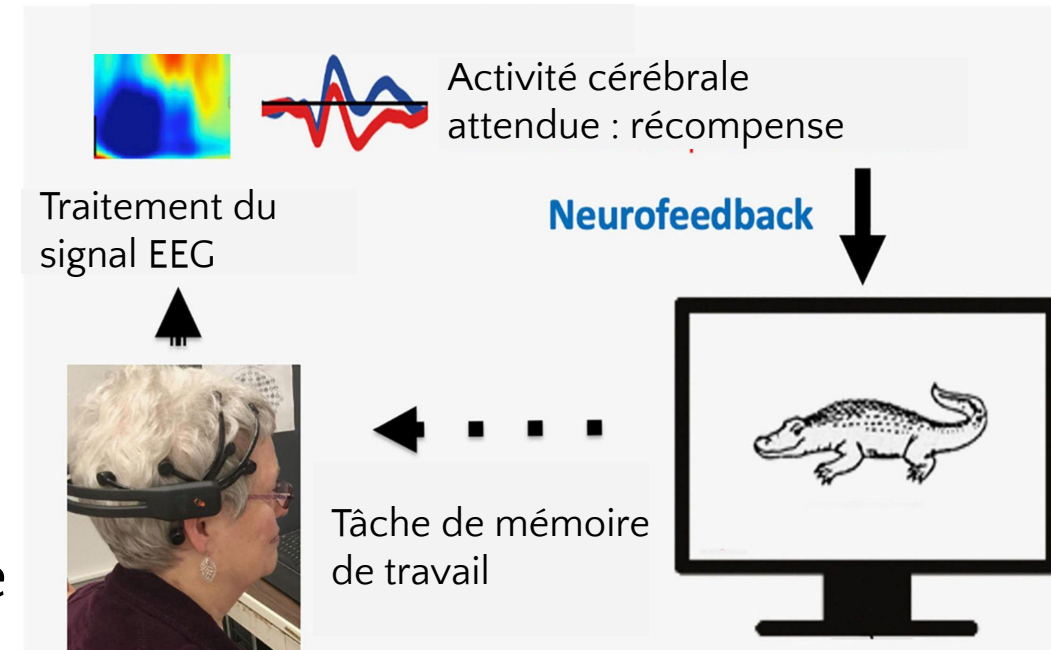 Activité cérébrale
attendue : récompense
Traitement du
signal EEG
Neurofeedback
Tâche de mémoire
de travail